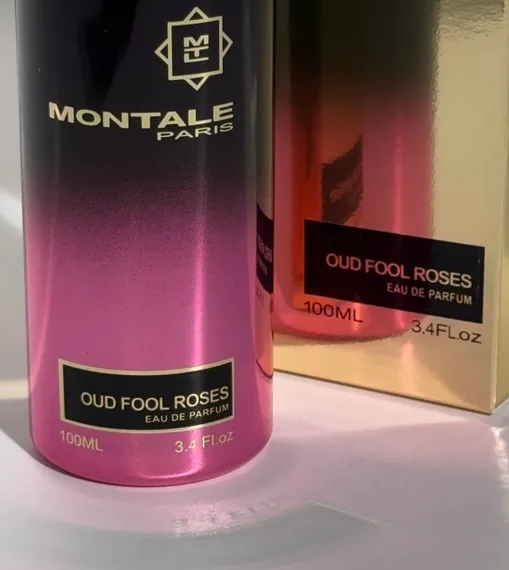 MTL
MONTALE
PARIS
OUD FOOL ROSES
EAU DE PARFUM
100ML 3.4 Fl.oz
OUD FOOL ROSES
EAU DE PARFUM
100ML 3.4FL.oz